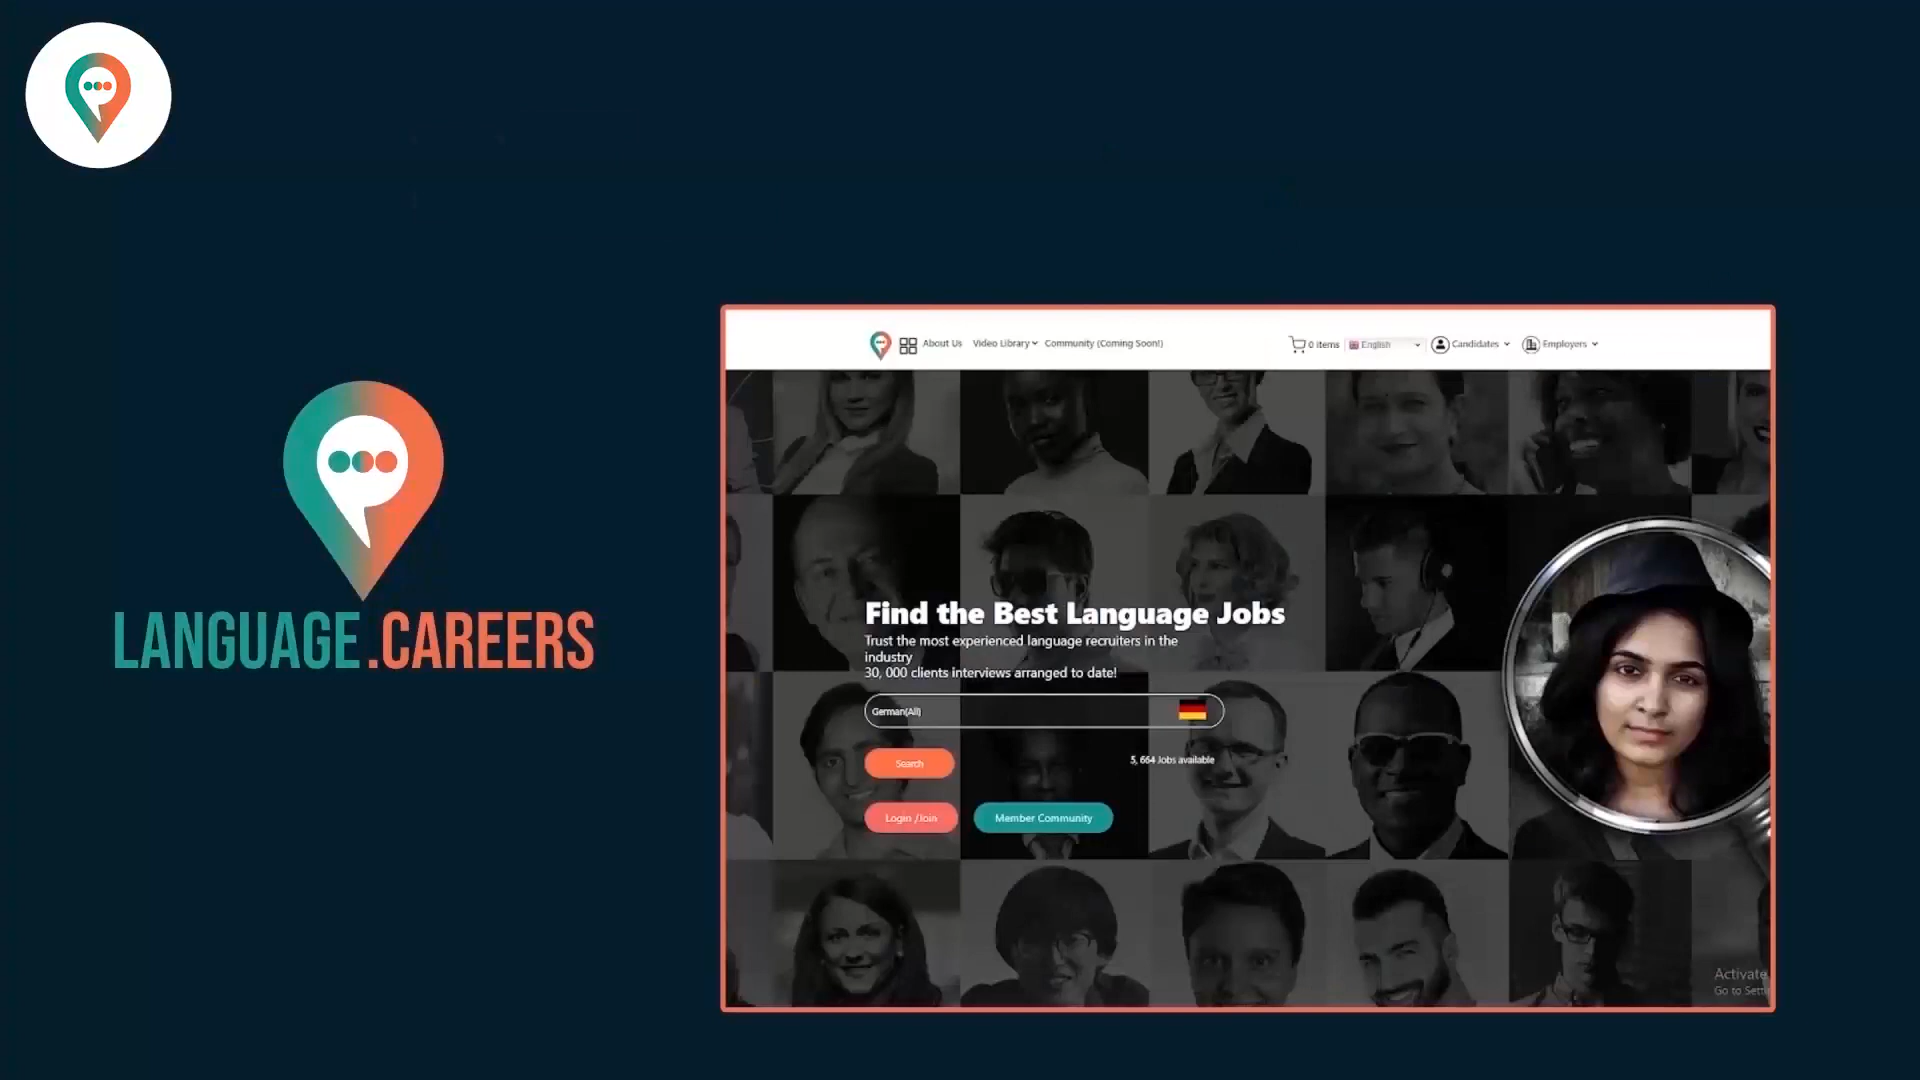 LANGUAGE.CAREERS
About Us Video Library Community (Coming Soon!) 0 items English Candidates Employers
Find the Best Language Jobs
Trust the most experienced language recruiters in the
industry
30, 000 clients interviews arranged to date!
German(All)
Search
5, 664 Jobs available
Login /Join
Member Community
Activate
Go to